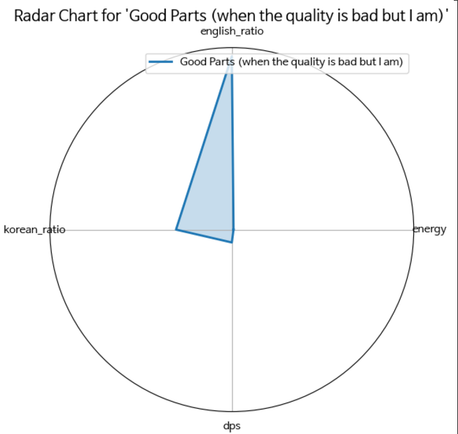 Radar Chart for 'Good Parts (when the quality is bad but I am)'
english_ratio
Good Parts (when the quality is bad but I am)
korean_ratio
energy
dps